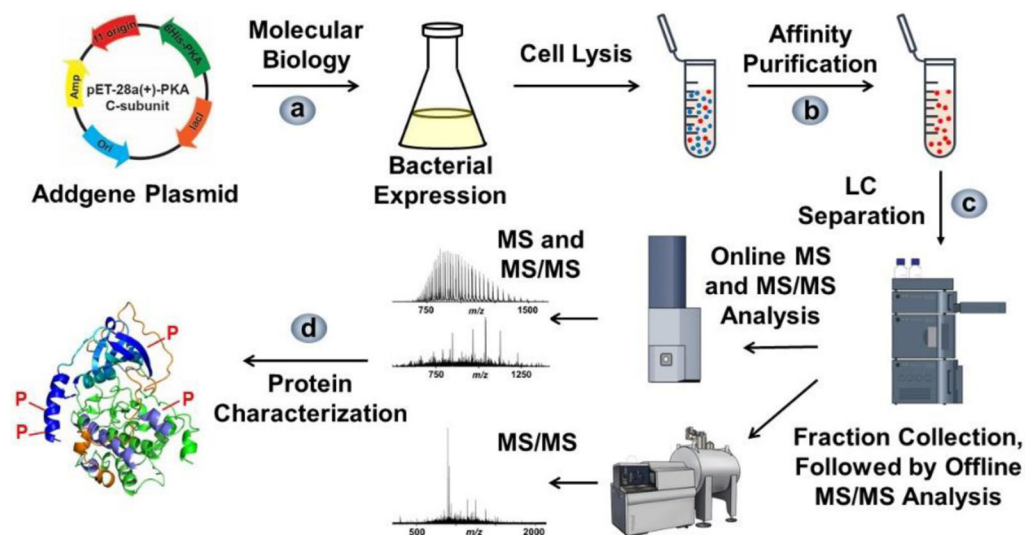 f1 origin
6His-PKA
Amp
pET-28a(+)-PKA
C-subunit
lacI
Ori
Addgene Plasmid
Molecular
Biology
a
Bacterial
Expression
Cell Lysis
Affinity
Purification
b
LC
Separation
c
MS and
MS/MS
750 m/z 1500
750 m/z 1250
Online MS
and MS/MS
Analysis
d
Protein
Characterization
P
P
P
P
MS/MS
500 m/z 2000
Fraction Collection,
Followed by Offline
MS/MS Analysis